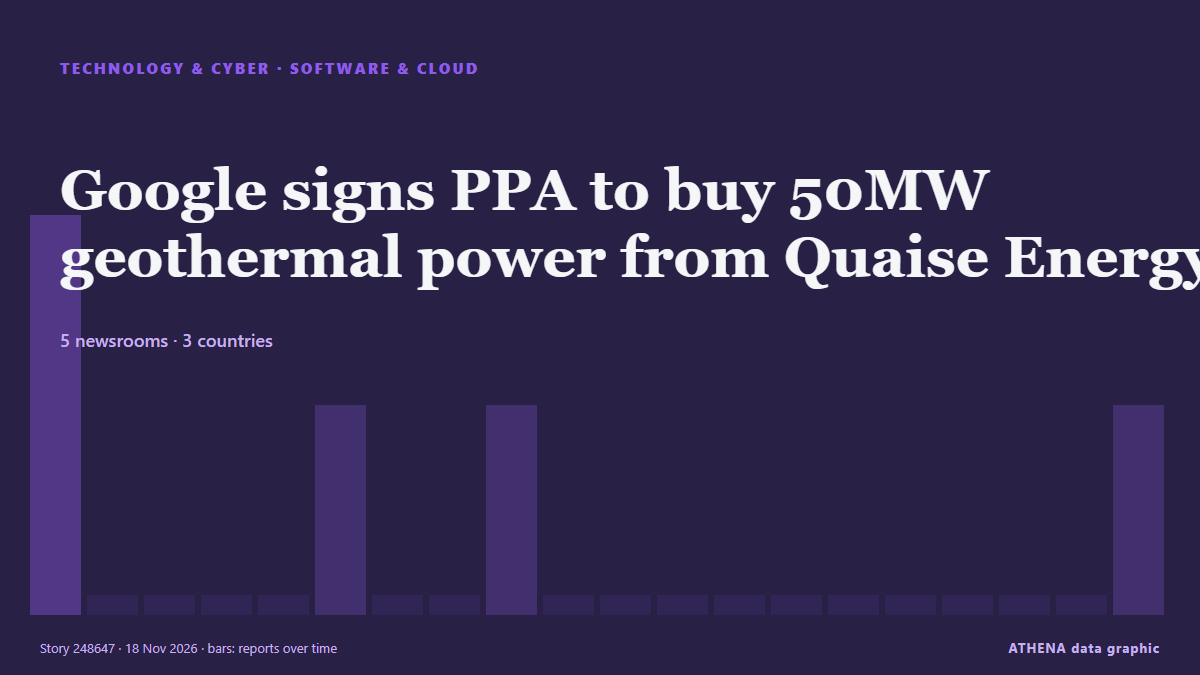 TECHNOLOGY & CYBER · SOFTWARE & CLOUD
Google signs PPA to buy 50MW
geothermal power from Quaise Energy
5 newsrooms · 3 countries
Story 248647 · 18 Nov 2026 · bars: reports over time
ATHENA data graphic